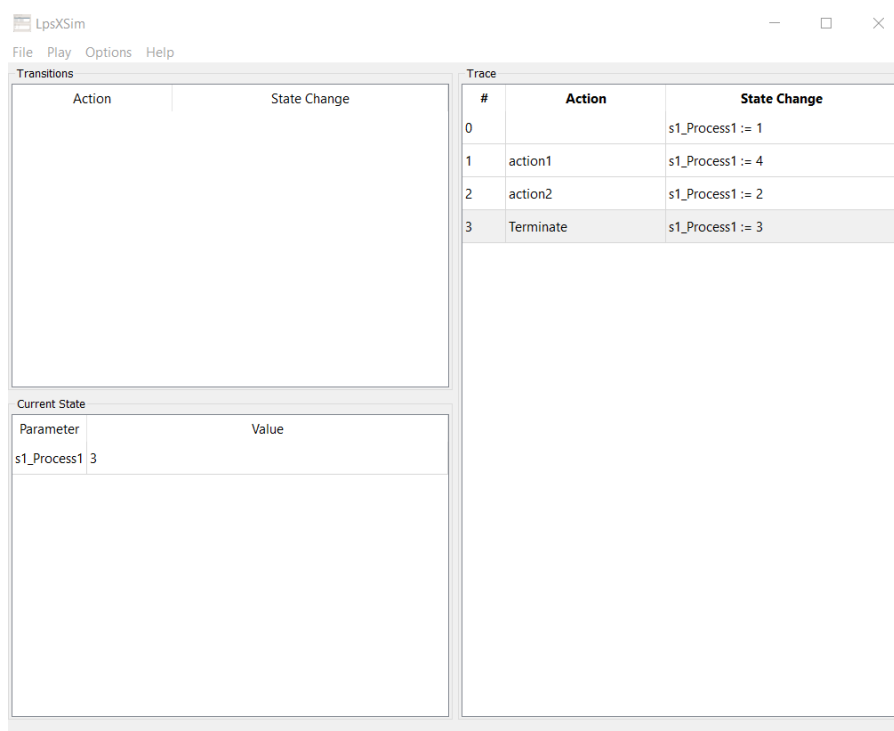 LpsXSim
File Play Options Help
Transitions
Action State Change
Current State
Parameter Value
s1_Process1 3
Trace
# Action State Change
0 s1_Process1 := 1
1 action1 s1_Process1 := 4
2 action2 s1_Process1 := 2
3 Terminate s1_Process1 := 3